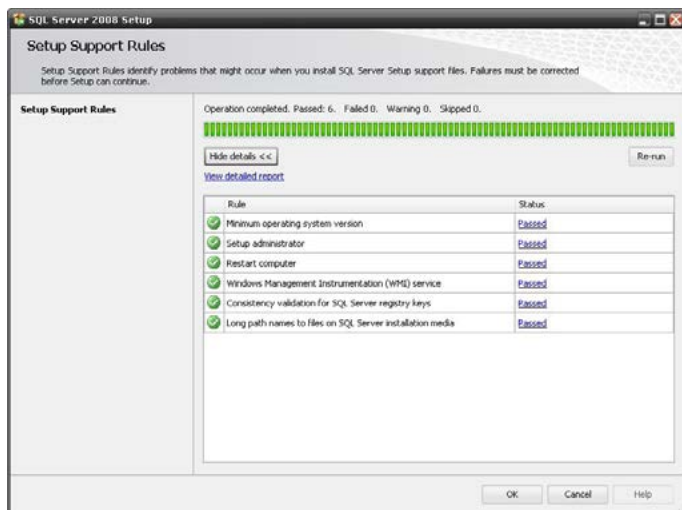 SQL Server 2008 Setup
Setup Support Rules
Setup Support Rules identify problems that might occur when you install SQL Server Setup support files. Failures must be corrected
before Setup can continue.
Setup Support Rules
Operation completed. Passed: 6. Failed 0. Warning 0. Skipped 0.
Hide details <<
Re-run
View detailed report
Rule Status
Minimum operating system version Passed
Setup administrator Passed
Restart computer Passed
Windows Management Instrumentation (WMI) service Passed
Consistency validation for SQL Server registry keys Passed
Long path names to files on SQL Server installation media Passed
OK Cancel Help